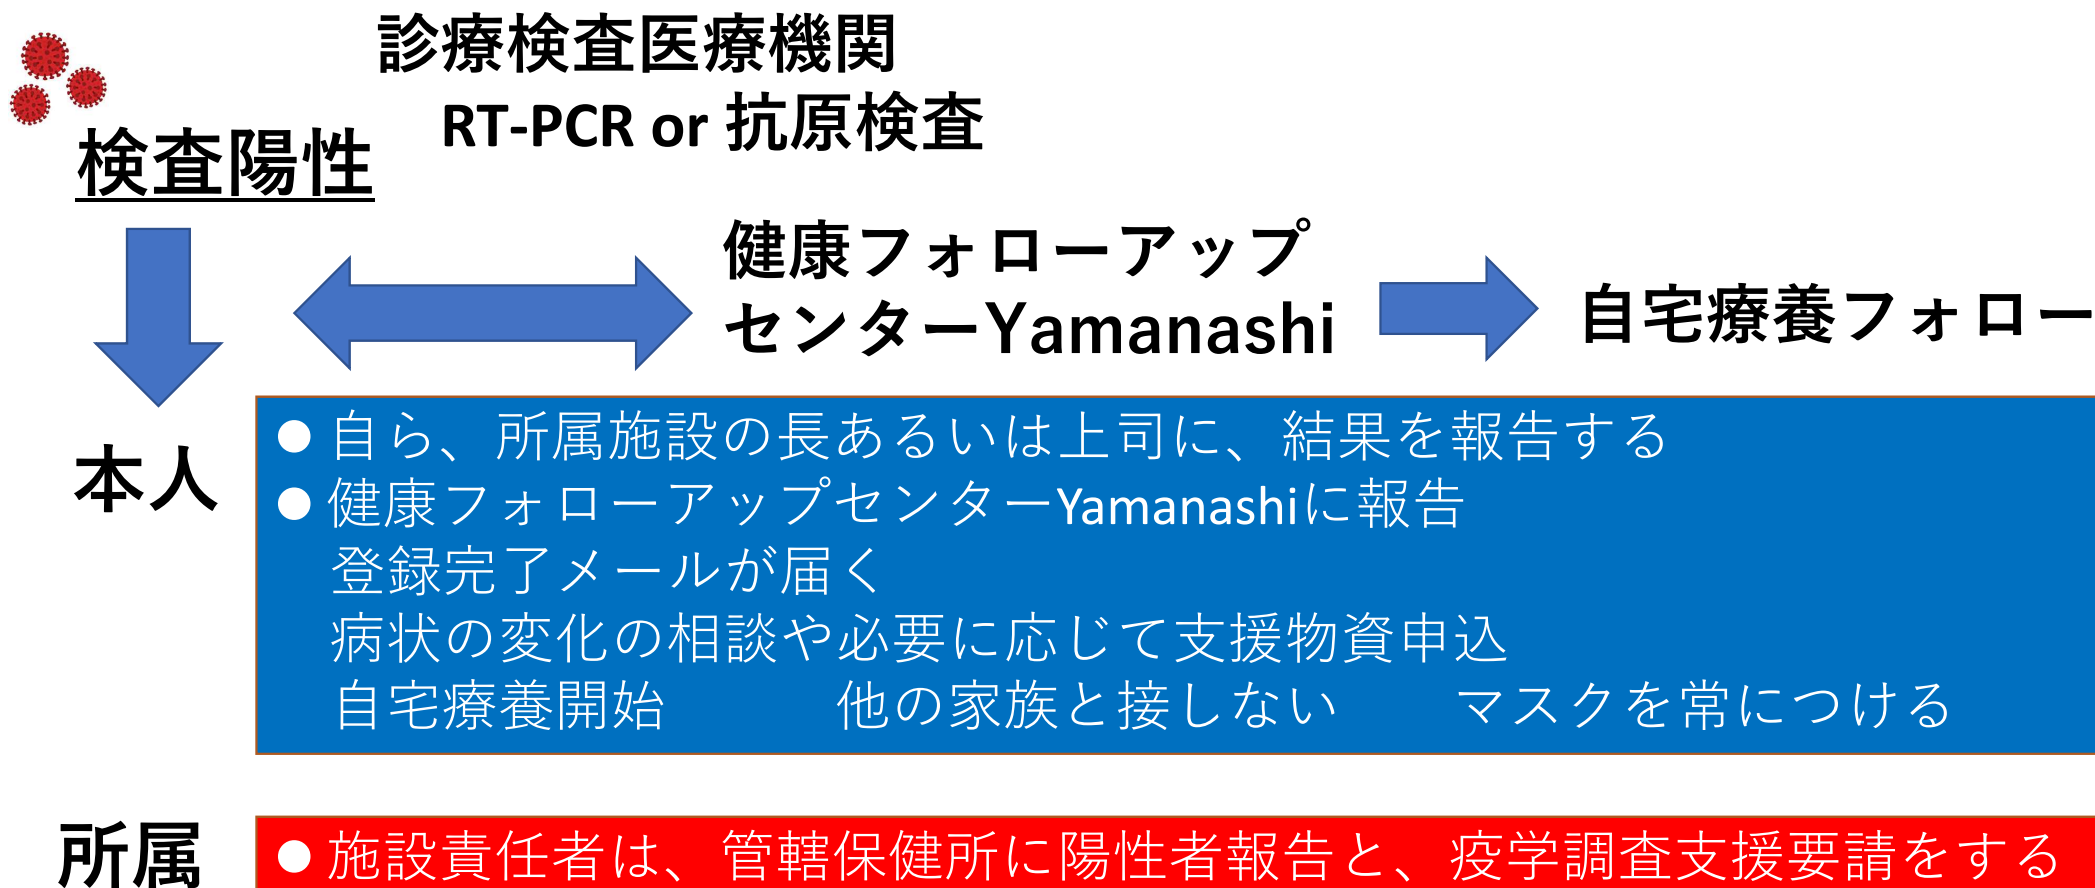 診療検査医療機関
RT-PCR or 抗原検査
検査陽性
健康フォローアップ
センターYamanashi
自宅療養フォロー
本人
●自ら、所属施設の長あるいは上司に、結果を報告する
●健康フォローアップセンターYamanashiに報告
登録完了メールが届く
病状の変化の相談や必要に応じて支援物資申込
自宅療養開始　　　他の家族と接しない　　マスクを常につける
所属
●施設責任者は、管轄保健所に陽性者報告と、疫学調査支援要請をする